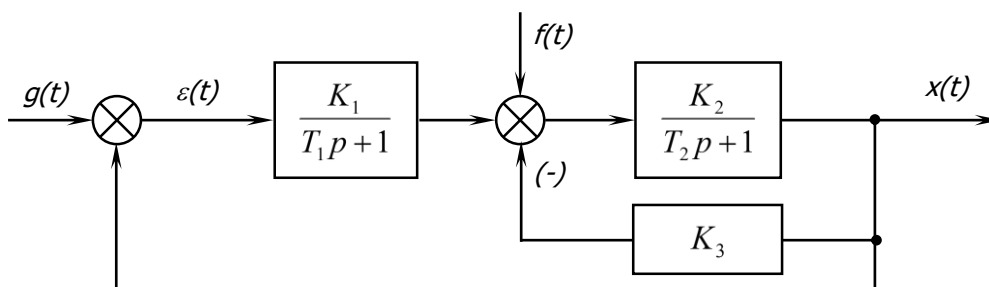 f(t)
g(t)
ε(t)
K₁
T₁p+1
K₂
T₂p+1
x(t)
(-)
K₃